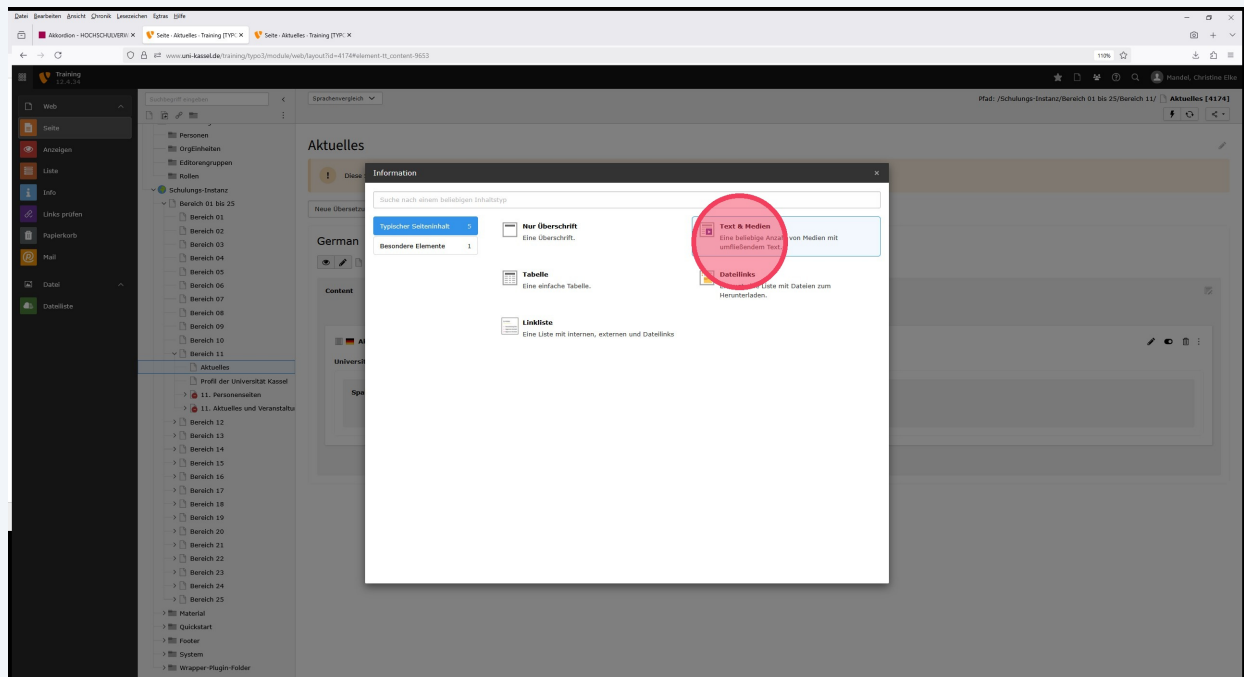 Datei Bearbeiten Ansicht Chronik Lesezeichen Extras Hilfe
Akkordion - HOCHSCHULVERW
Seite - Aktuelles - Training [TYPO
Seite - Aktuelles - Training [TYPO
www.uni-kassel.de/training/typo3/module/web/layout?id=4174#element-tt_content-9653
110%
Training
12.4.34
Mandel, Christine Elke
Web
Seite
Anzeigen
Liste
Info
Links prüfen
Papierkorb
Mail
Datei
Dateiliste
Suchbegriff eingeben
Personen
OrgEinheiten
Editorengruppen
Rollen
Schulungs-Instanz
Bereich 01 bis 25
Bereich 01
Bereich 02
Bereich 03
Bereich 04
Bereich 05
Bereich 06
Bereich 07
Bereich 08
Bereich 09
Bereich 10
Bereich 11
Aktuelles
Profil der Universität Kassel
11. Personenseiten
11. Aktuelles und Veranstaltu
Bereich 12
Bereich 13
Bereich 14
Bereich 15
Bereich 16
Bereich 17
Bereich 18
Bereich 19
Bereich 20
Bereich 21
Bereich 22
Bereich 23
Bereich 24
Bereich 25
Material
Quickstart
Footer
System
Wrapper-Plugin-Folder
Sprachenvergleich
Pfad: /Schulungs-Instanz/Bereich 01 bis 25/Bereich 11/ Aktuelles [4174]
Aktuelles
Diese
Neue Übersetzu
German
Content
Universit
Spa
Information
Suche nach einem beliebigen Inhaltstyp
Typischer Seiteninhalt 5
Besondere Elemente 1
Nur Überschrift
Eine Überschrift.
Text & Medien
Eine beliebige Anzahl von Medien mit
umfließendem Text.
Tabelle
Eine einfache Tabelle.
Dateilinks
Liste mit Dateien zum
Herunterladen.
Linkliste
Eine Liste mit internen, externen und Dateilinks